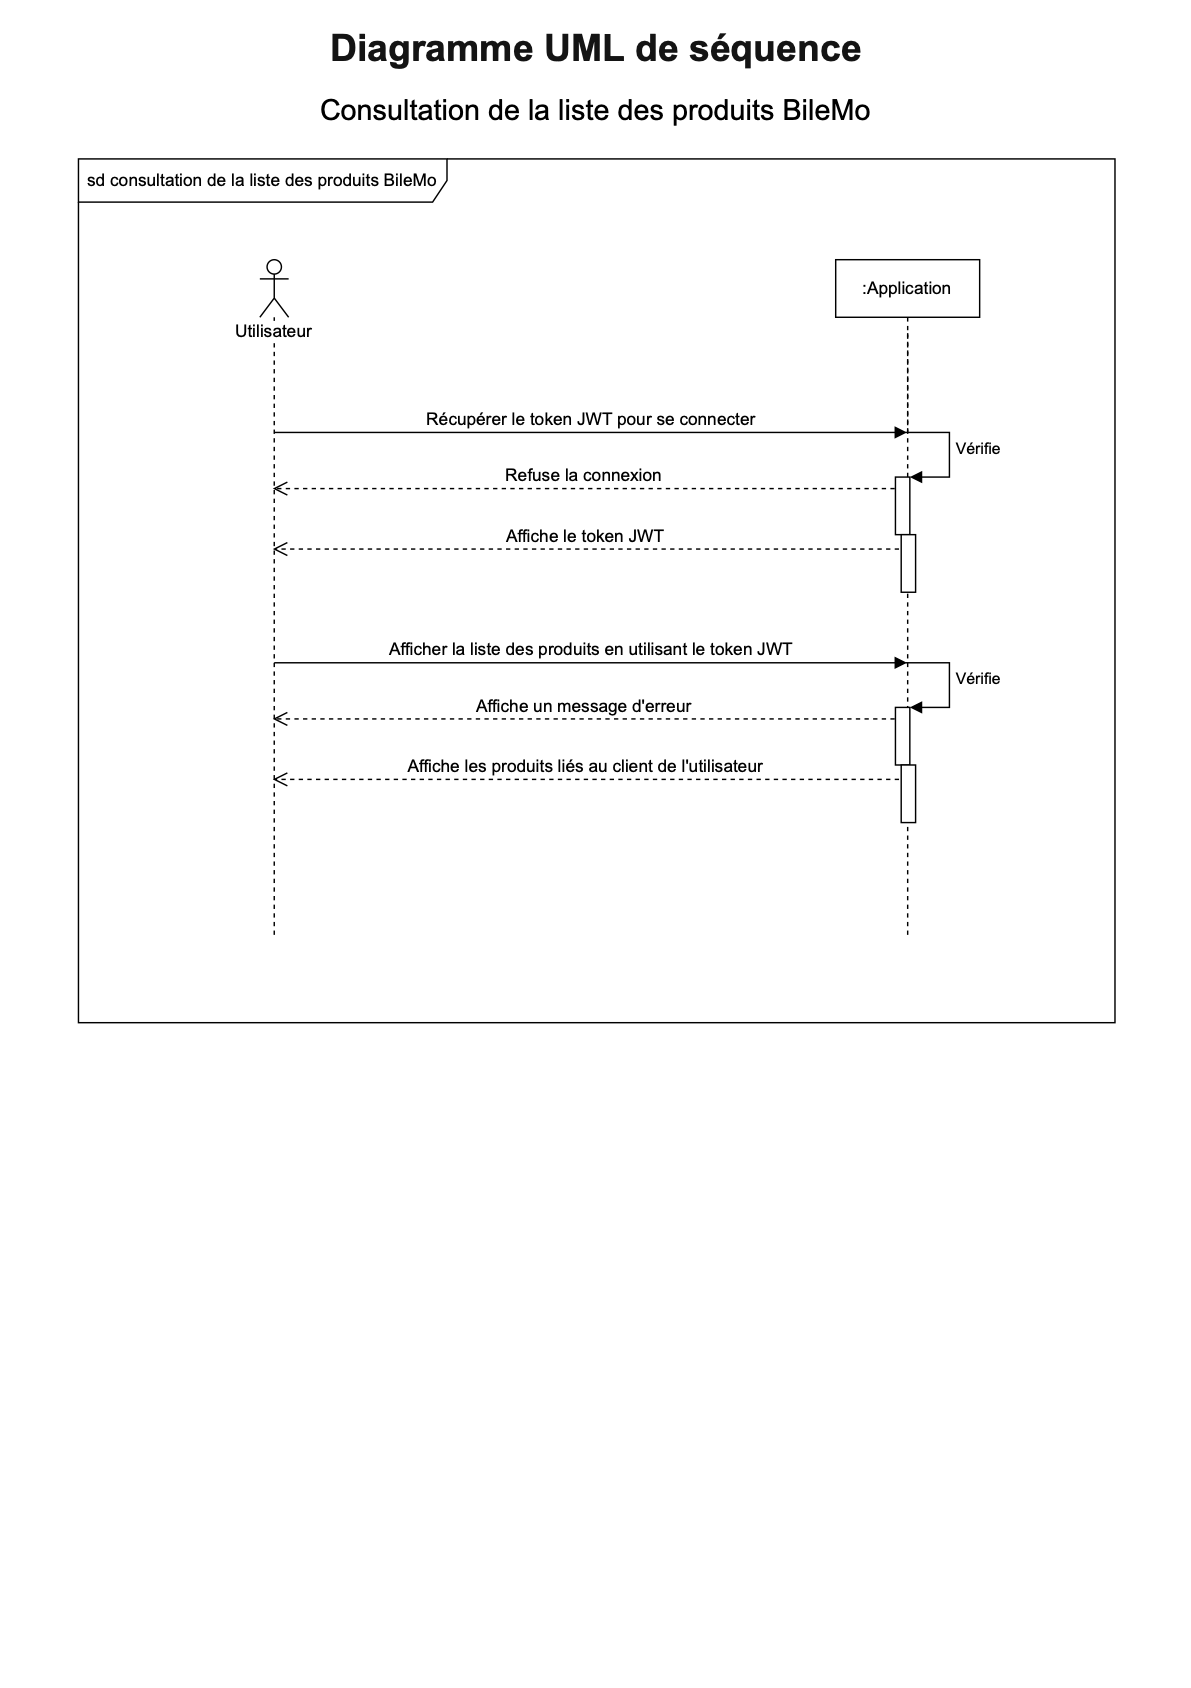 Diagramme UML de séquence
Consultation de la liste des produits BileMo
sd consultation de la liste des produits BileMo
:Application
Utilisateur
Récupérer le token JWT pour se connecter
Vérifie
Refuse la connexion
Affiche le token JWT
Afficher la liste des produits en utilisant le token JWT
Vérifie
Affiche un message d'erreur
Affiche les produits liés au client de l'utilisateur